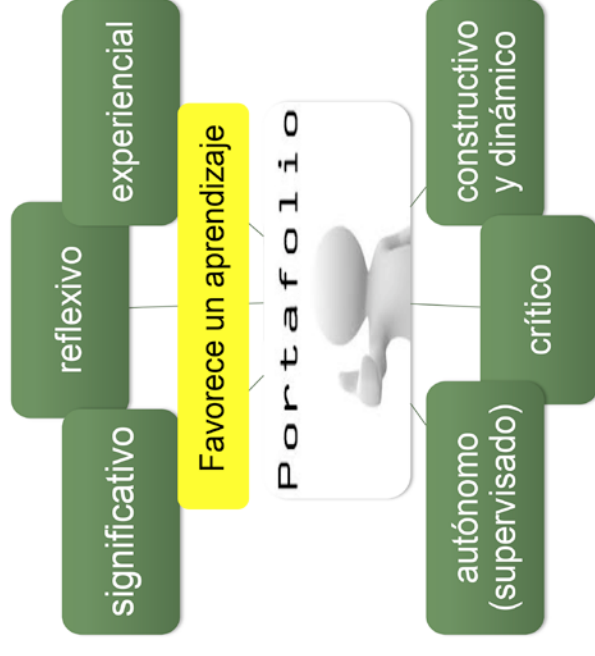 significativo
reflexivo
experiencial
Favorece un aprendizaje
Portafolio
autónomo
(supervisado)
crítico
constructivo
y dinámico